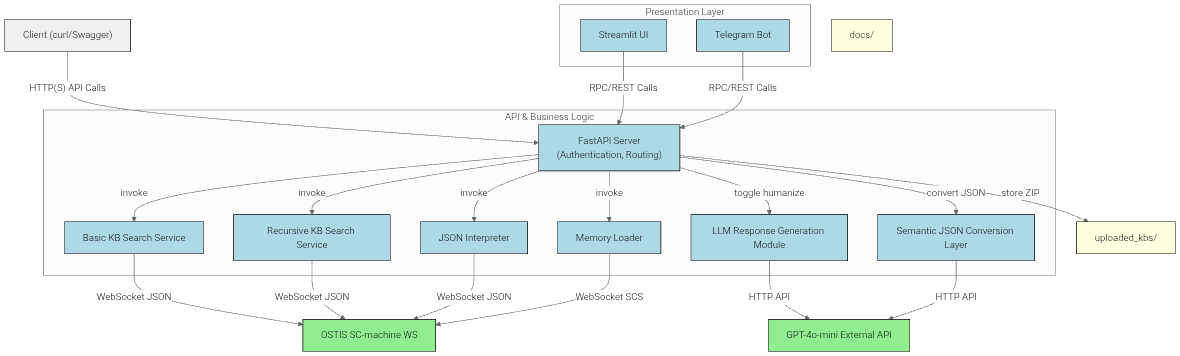 Presentation Layer
Client (curl/Swagger)
Streamlit UI
Telegram Bot
docs/
HTTP(S) API Calls
RPC/REST Calls
RPC/REST Calls
API & Business Logic
FastAPI Server
(Authentication, Routing)
invoke
invoke
invoke
invoke
toggle humanize
convert JSON
store ZIP
Basic KB Search Service
Recursive KB Search
Service
JSON Interpreter
Memory Loader
LLM Response Generation
Module
Semantic JSON Conversion
Layer
uploaded_kbs/
WebSocket JSON
WebSocket JSON
WebSocket JSON
WebSocket SCS
HTTP API
HTTP API
OSTIS SC-machine WS
GPT-4o-mini External API